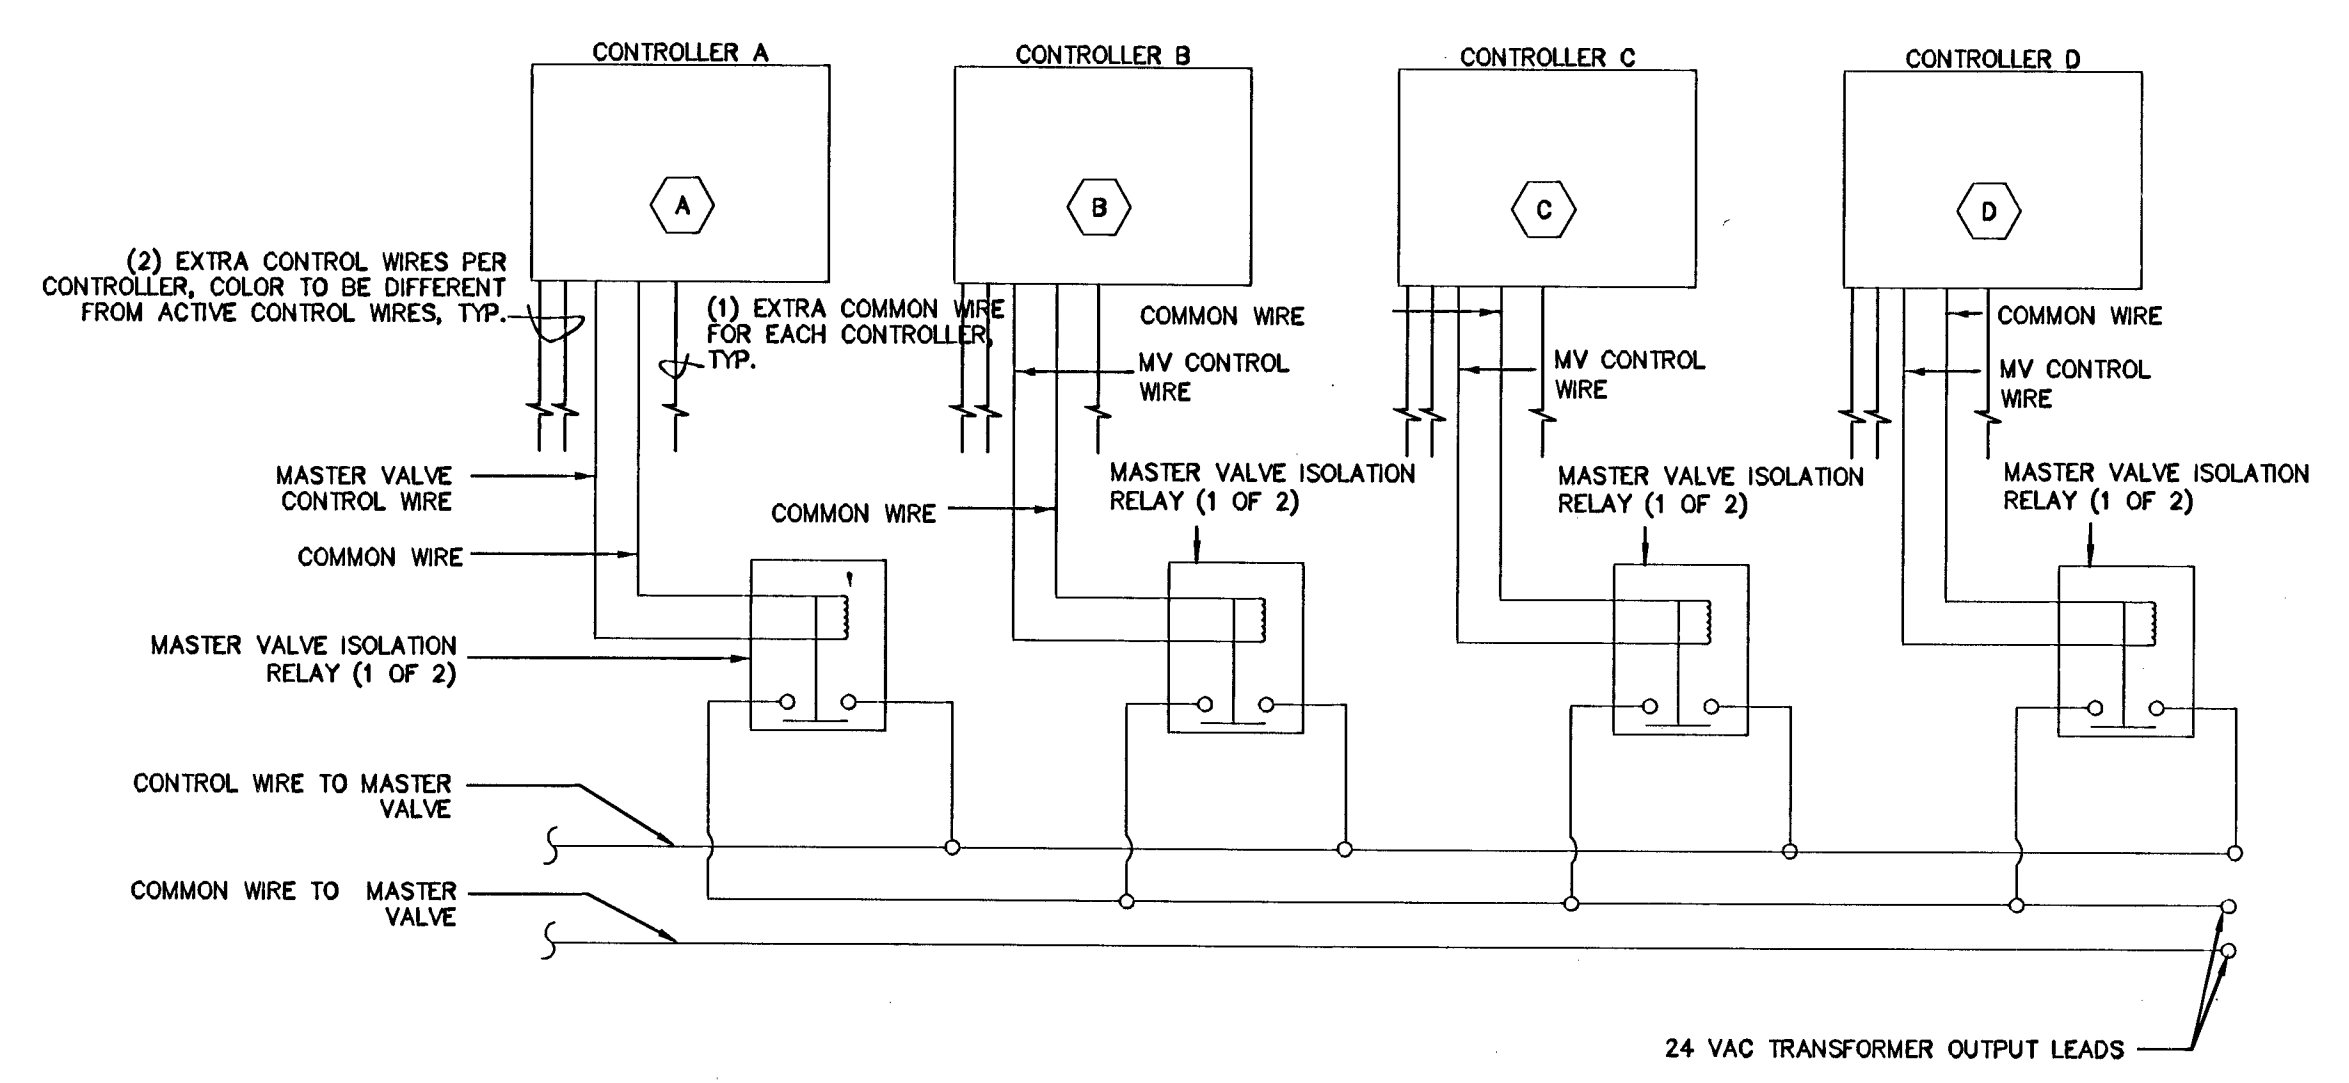 CONTROLLER A
CONTROLLER B
CONTROLLER C
CONTROLLER D
A
B
C
D
(2) EXTRA CONTROL WIRES PER
CONTROLLER, COLOR TO BE DIFFERENT
FROM ACTIVE CONTROL WIRES, TYP.
(1) EXTRA COMMON WIRE
FOR EACH CONTROLLER,
TYP.
COMMON WIRE
MV CONTROL
WIRE
MV CONTROL
WIRE
COMMON WIRE
MV CONTROL
WIRE
MASTER VALVE
CONTROL WIRE
COMMON WIRE
COMMON WIRE
MASTER VALVE ISOLATION
RELAY (1 OF 2)
MASTER VALVE ISOLATION
RELAY (1 OF 2)
MASTER VALVE ISOLATION
RELAY (1 OF 2)
MASTER VALVE ISOLATION
RELAY (1 OF 2)
CONTROL WIRE TO MASTER
VALVE
COMMON WIRE TO MASTER
VALVE
24 VAC TRANSFORMER OUTPUT LEADS